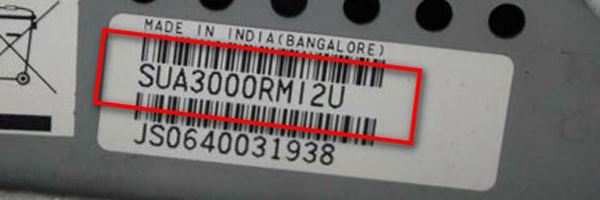 MADE IN INDIA(BANGALORE)
SUA3000RMI2U
JS0640031938